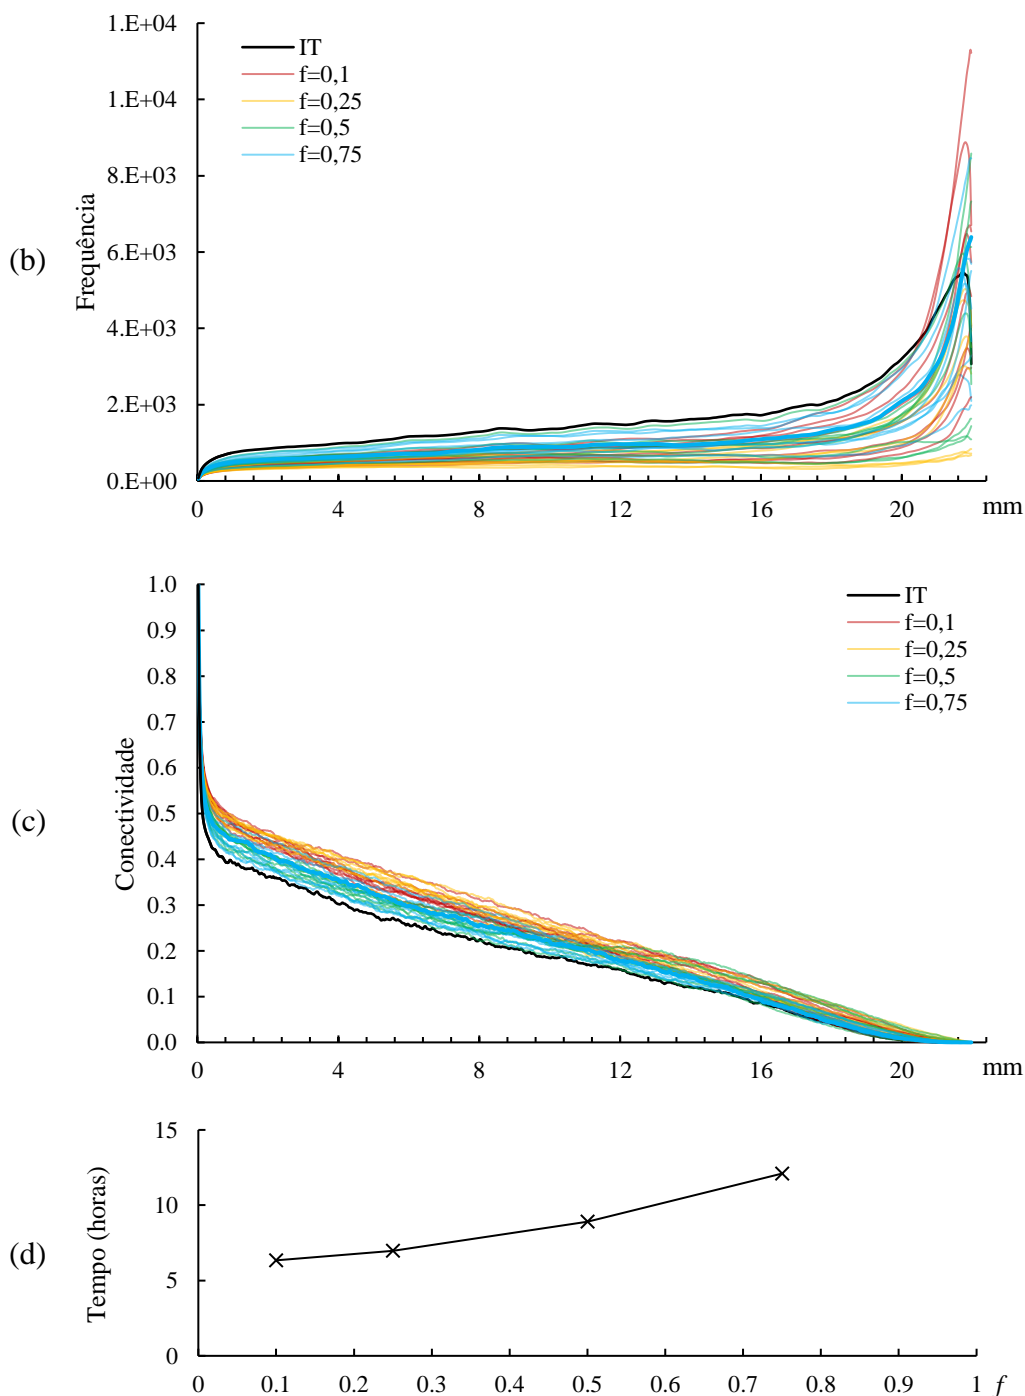 (b)
Frequência
1.E+04
1.E+04
8.E+03
6.E+03
4.E+03
2.E+03
0.E+00
IT
f=0,1
f=0,25
f=0,5
f=0,75
0 4 8 12 16 20 mm
(c)
Conectividade
1.0
0.9
0.8
0.7
0.6
0.5
0.4
0.3
0.2
0.1
0.0
IT
f=0,1
f=0,25
f=0,5
f=0,75
0 4 8 12 16 20 mm
(d)
Tempo (horas)
15
10
5
0
0 0.1 0.2 0.3 0.4 0.5 0.6 0.7 0.8 0.9 1 f